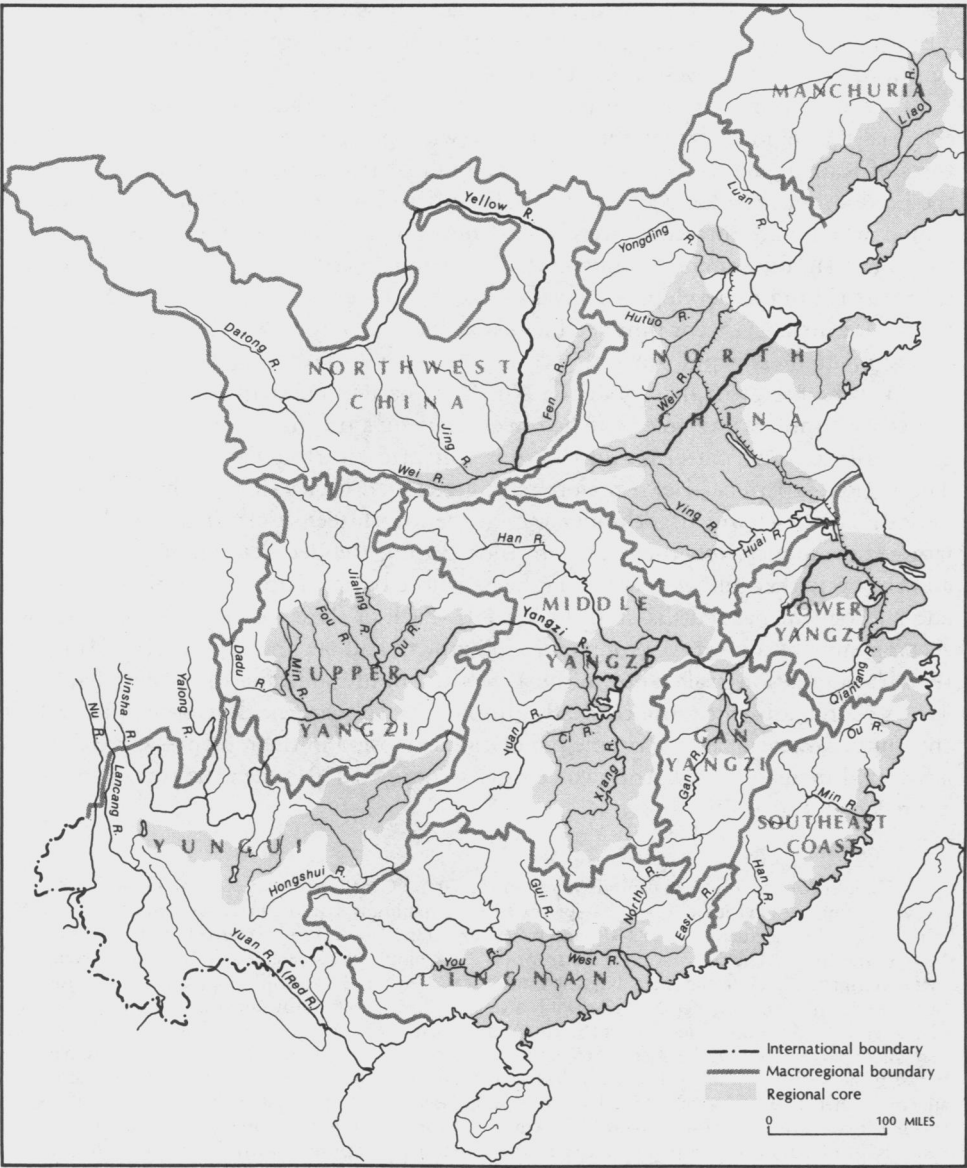 MANCHURIA
Liao R.
Luan R.
Yellow R.
Yongding R.
Hutuo R.
Datong R.
NORTHWEST
CHINA
NORTH
CHINA
Wei R.
Fen R.
Jing R.
Wei R.
Ying R.
Huai R.
Han R.
Jialing R.
Fou R.
Qu R.
Min R.
Dadu R.
UPPER
YANGZI
MIDDLE
YANGZI
Yangzi R.
LOWER
YANGZI
Qiantang R.
Nu R.
Jinsha R.
Yalong R.
Lancang R.
Yuan R.
Ci R.
Xiang R.
GAN
YANGZI
Gan R.
Ou R.
Min R.
SOUTHEAST
COAST
Han R.
YUNGUI
Hongshui R.
Gui R.
North R.
East R.
Yuan R. (Red R.)
You R.
West R.
LINGNAN
International boundary
Macroregional boundary
Regional core
0 100 MILES